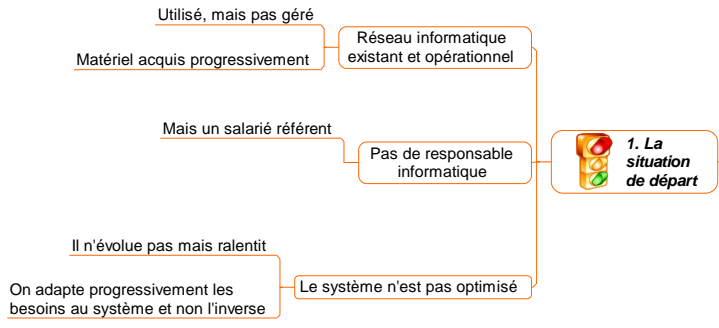 1. La
situation
de départ
Réseau informatique
existant et opérationnel
Utilisé, mais pas géré
Matériel acquis progressivement
Pas de responsable
informatique
Mais un salarié référent
Le système n'est pas optimisé
Il n'évolue pas mais ralentit
On adapte progressivement les
besoins au système et non l'inverse